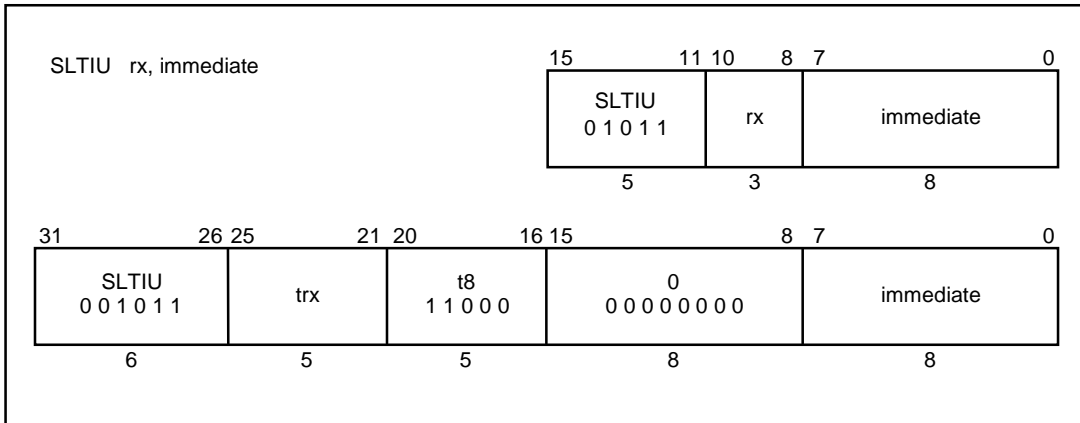 SLTIU rx, immediate
15 11 10 8 7 0
SLTIU
0 1 0 1 1
rx
immediate
5 3 8
31 26 25 21 20 16 15 8 7 0
SLTIU
0 0 1 0 1 1
trx
t8
1 1 0 0 0
0
0 0 0 0 0 0 0 0
immediate
6 5 5 8 8